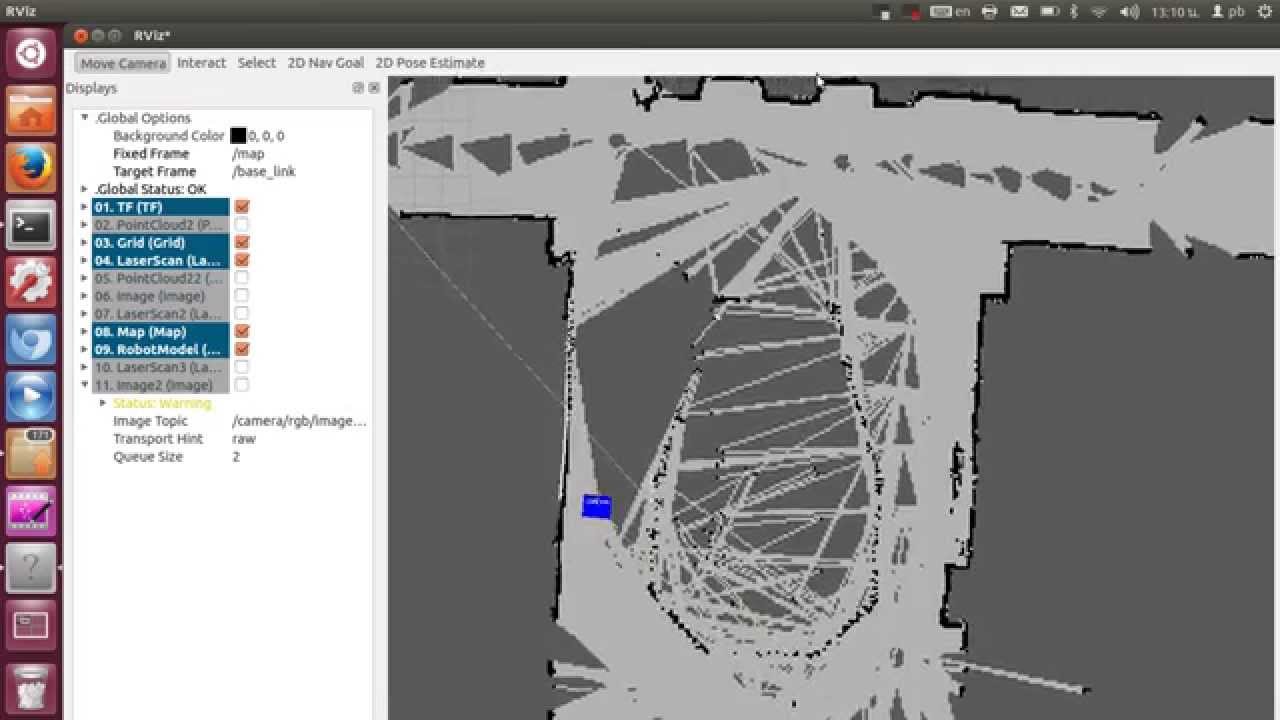 RViz
en
13:10 น.
pb
RViz*
Move Camera Interact Select 2D Nav Goal 2D Pose Estimate
Displays
.Global Options
Background Color 0, 0, 0
Fixed Frame /map
Target Frame /base_link
.Global Status: OK
01. TF (TF)
02. PointCloud2 (P...
03. Grid (Grid)
04. LaserScan (La...
05. PointCloud22 (...
06. Image (Image)
07. LaserScan2 (La...
08. Map (Map)
09. RobotModel (...
10. LaserScan3 (La...
11. Image2 (Image)
Status: Warning
Image Topic /camera/rgb/image...
Transport Hint raw
Queue Size 2